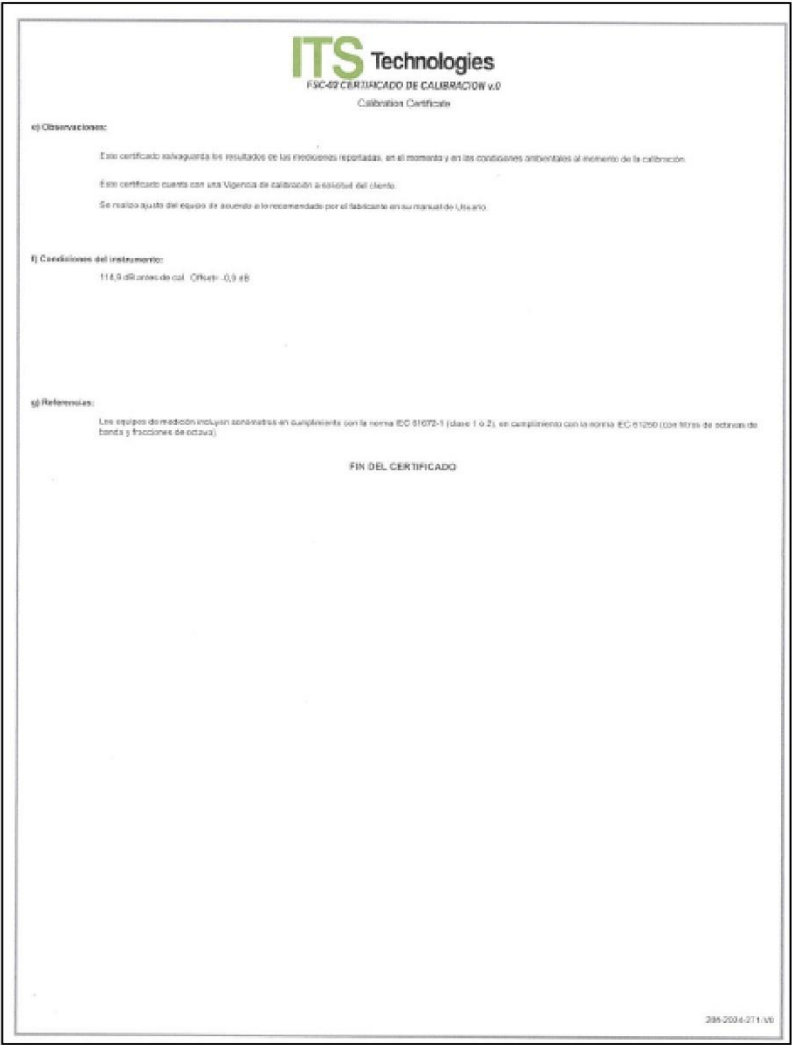 ITS Technologies
FSC-02 CERTIFICADO DE CALIBRACION v.0
Calibration Certificate
e) Observaciones:
Este certificado salvaguarda los resultados de las mediciones reportadas, en el momento y en las condiciones ambientales al momento de la calibración.
Este certificado cuenta con una Vigencia de calibración a solicitud del cliente.
Se realizo ajuste del equipo de acuerdo a lo recomendado por el fabricante en su manual de Usuario.
f) Condiciones del instrumento:
dB antes de cal. Offset= -0,9 dB
g) Referencias:
Los equipos de medición incluyen sonómetros en cumplimiento con la norma IEC 61672-1 (clase 1 o 2), en cumplimiento con la norma IEC 61260 (con filtros de octavas de
banda y fracciones de octava).
FIN DEL CERTIFICADO
2024-271-V0